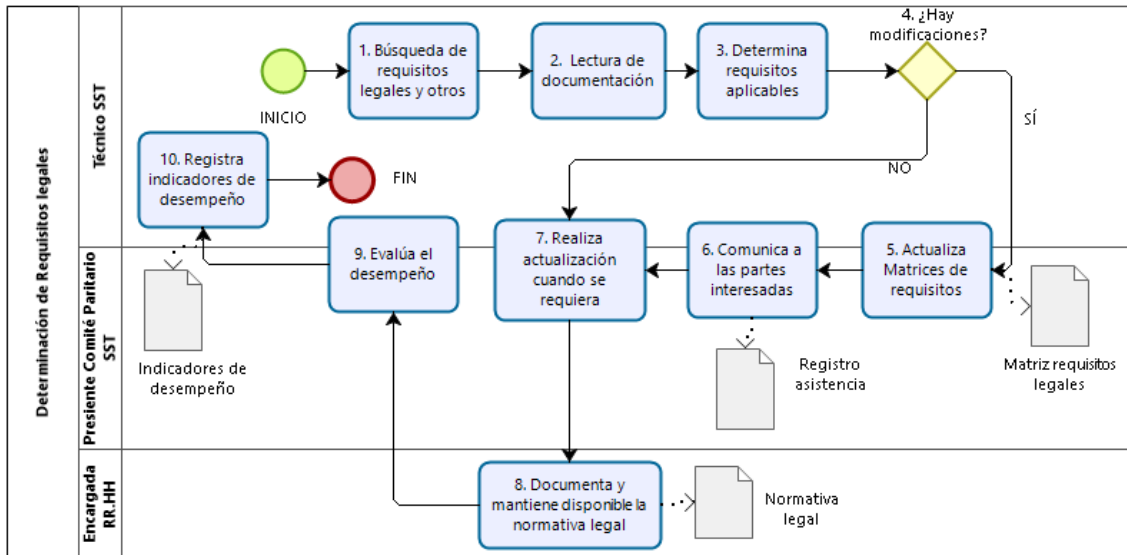 Determinación de Requisitos legales
Técnico SST
4. ¿Hay
modificaciones?
1. Búsqueda de
requisitos
legales y otros
2. Lectura de
documentación
3. Determina
requisitos
aplicables
INICIO
SÍ
NO
10. Registra
indicadores de
desempeño
FIN
Presiente Comité Paritario
SST
9. Evalúa el
desempeño
7. Realiza
actualización
cuando se
requiera
6. Comunica a
las partes
interesadas
5. Actualiza
Matrices de
requisitos
Indicadores de
desempeño
Registro
asistencia
Matriz requisitos
legales
Encargada
RR.HH
8. Documenta y
mantiene disponible la
normativa legal
Normativa
legal